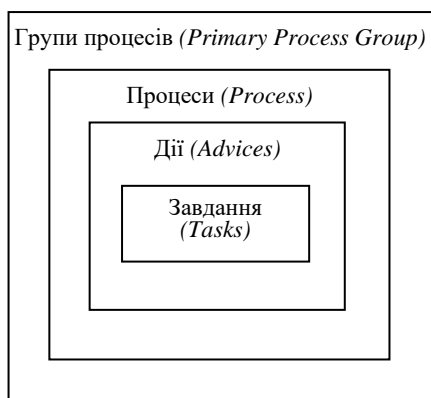 Групи процесів (Primary Process Group)
Процеси (Process)
Дії (Advices)
Завдання
(Tasks)